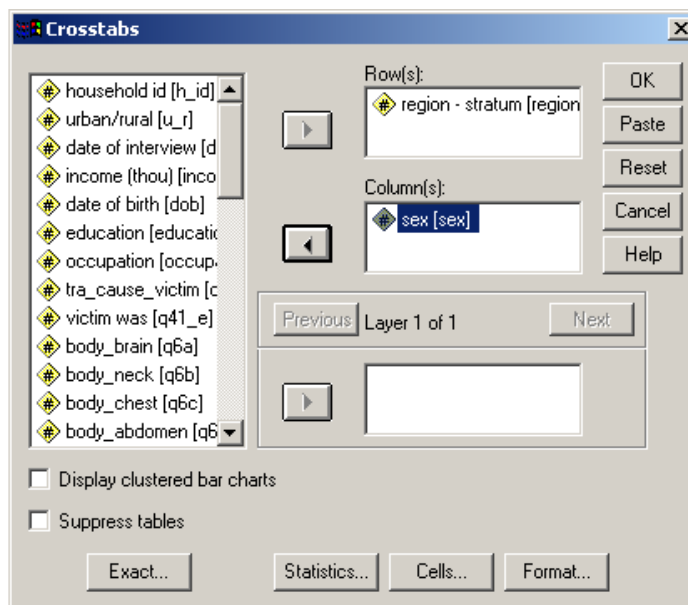 Crosstabs
household id [h_id]
urban/rural [u_r]
date of interview [d
income (thou) [inco
date of birth [dob]
education [educatio
occupation [occup
tra_cause_victim [c
victim was [q41_e]
body_brain [q6a]
body_neck [q6b]
body_chest [q6c]
body_abdomen [q6
Row(s):
region - stratum [region
Column(s):
sex [sex]
OK
Paste
Reset
Cancel
Help
Previous
Layer 1 of 1
Next
Display clustered bar charts
Suppress tables
Exact...
Statistics...
Cells...
Format...